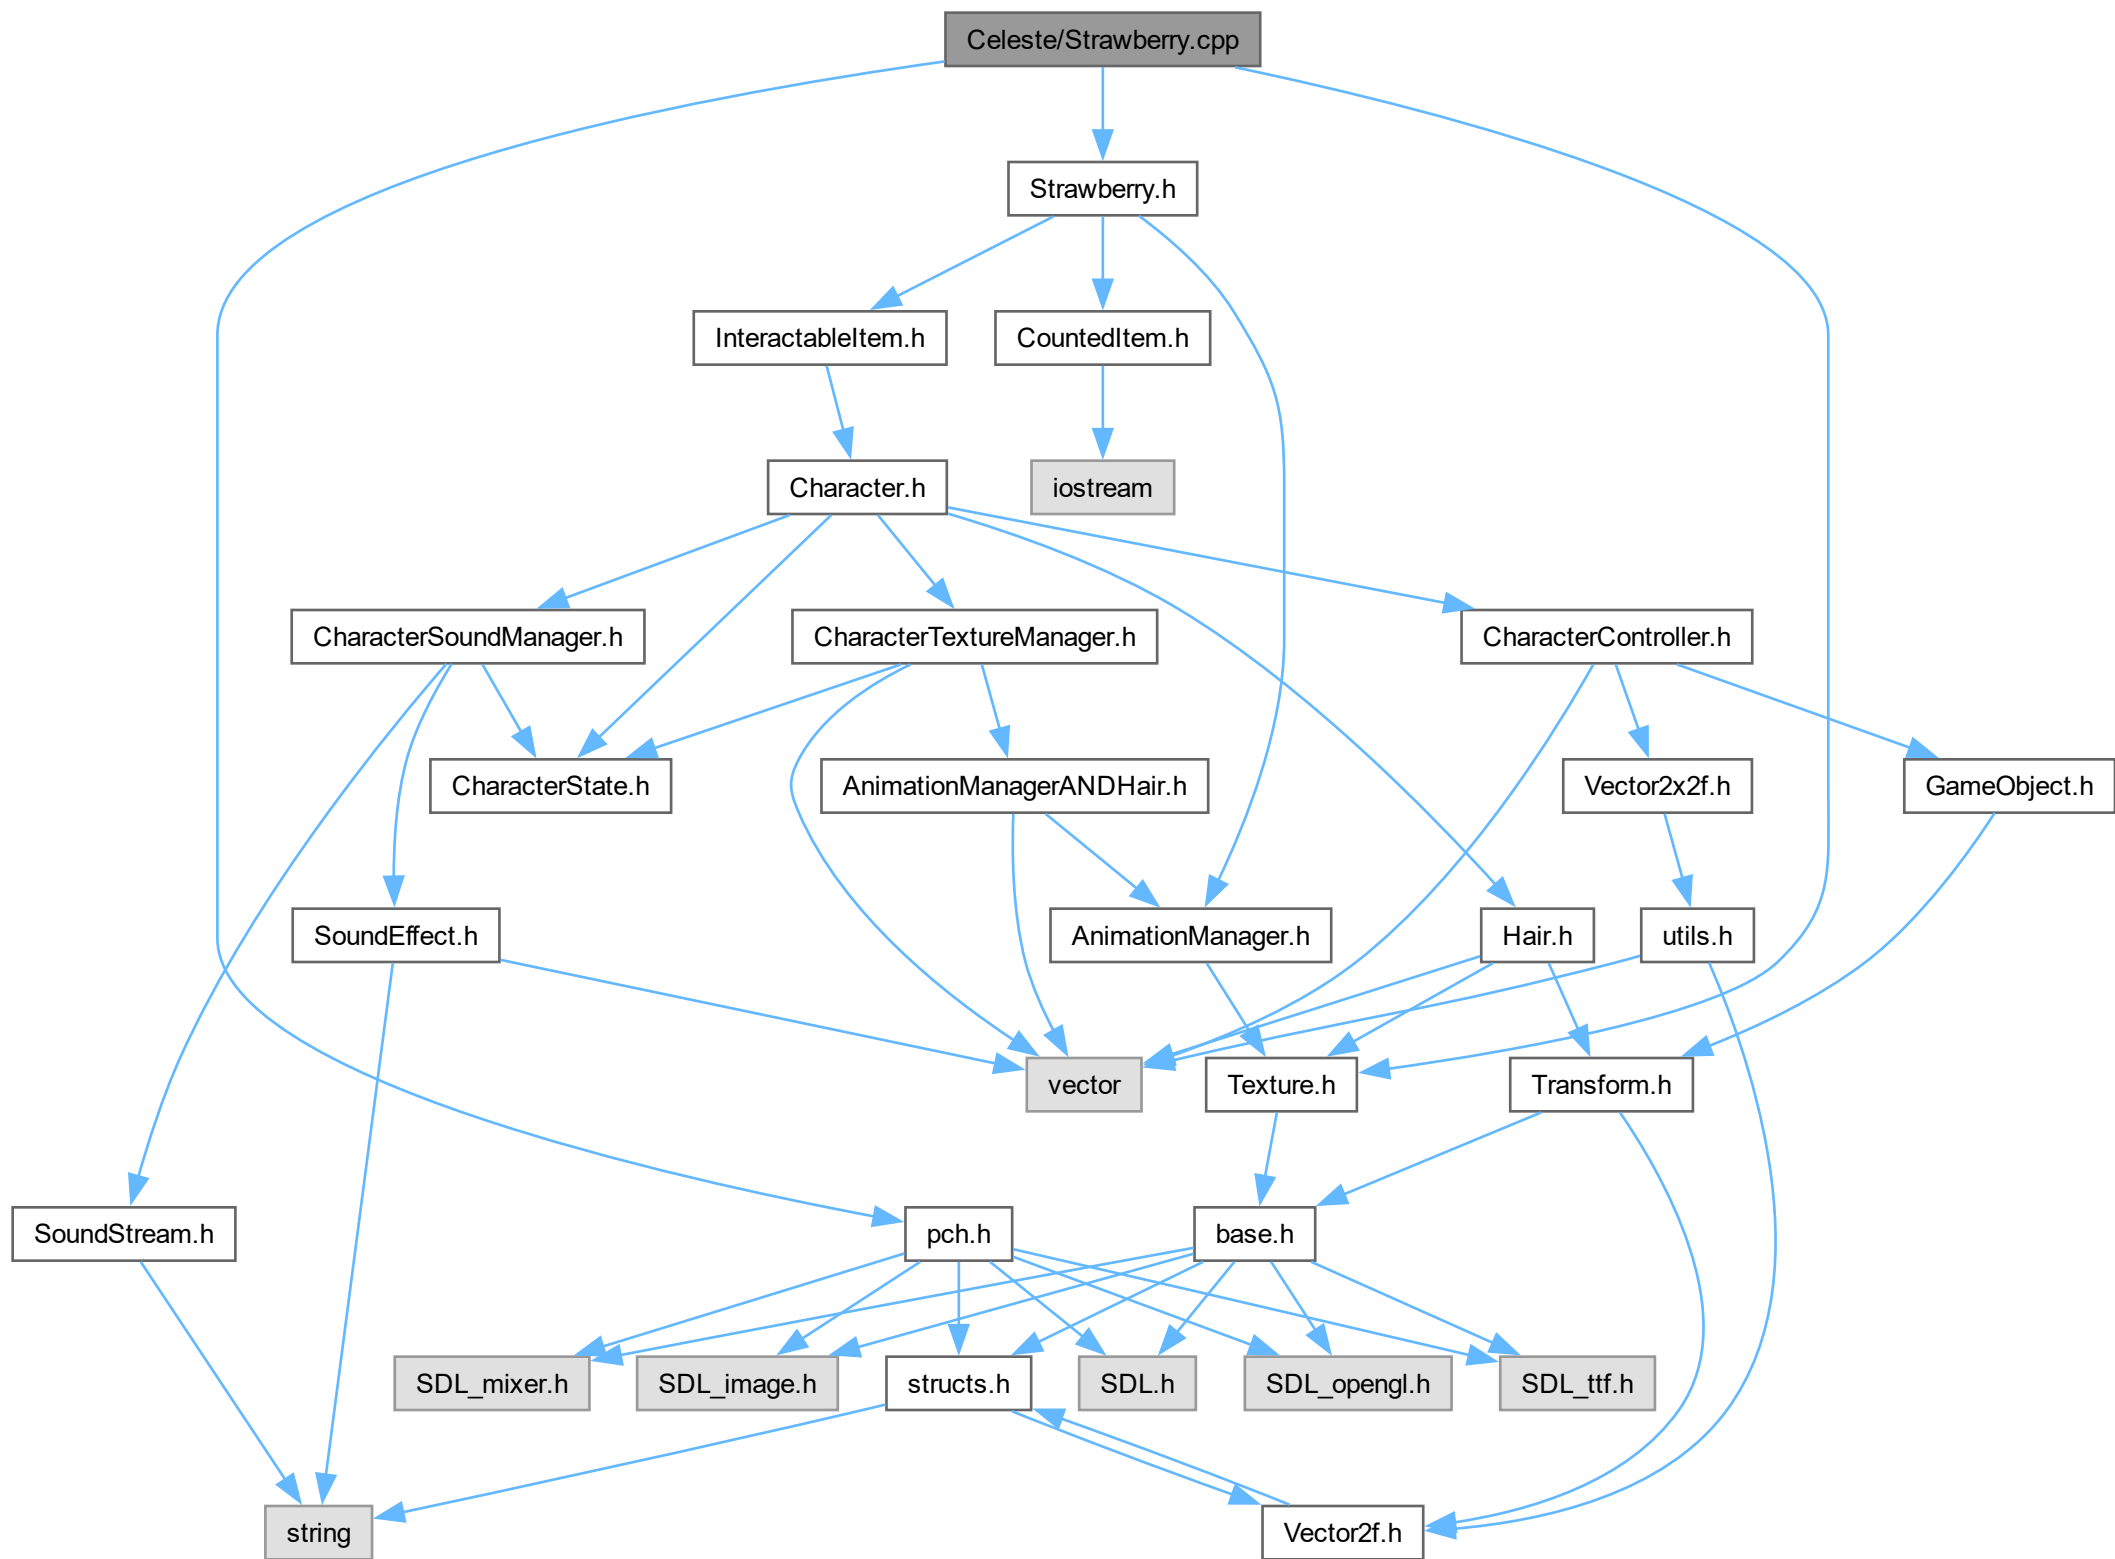 Celeste/Strawberry.cpp
Strawberry.h
InteractableItem.h
CountedItem.h
Character.h
iostream
CharacterSoundManager.h
CharacterTextureManager.h
CharacterController.h
CharacterState.h
AnimationManagerANDHair.h
Vector2x2f.h
GameObject.h
SoundEffect.h
AnimationManager.h
Hair.h
utils.h
vector
Texture.h
Transform.h
SoundStream.h
pch.h
base.h
SDL_mixer.h
SDL_image.h
structs.h
SDL.h
SDL_opengl.h
SDL_ttf.h
string
Vector2f.h